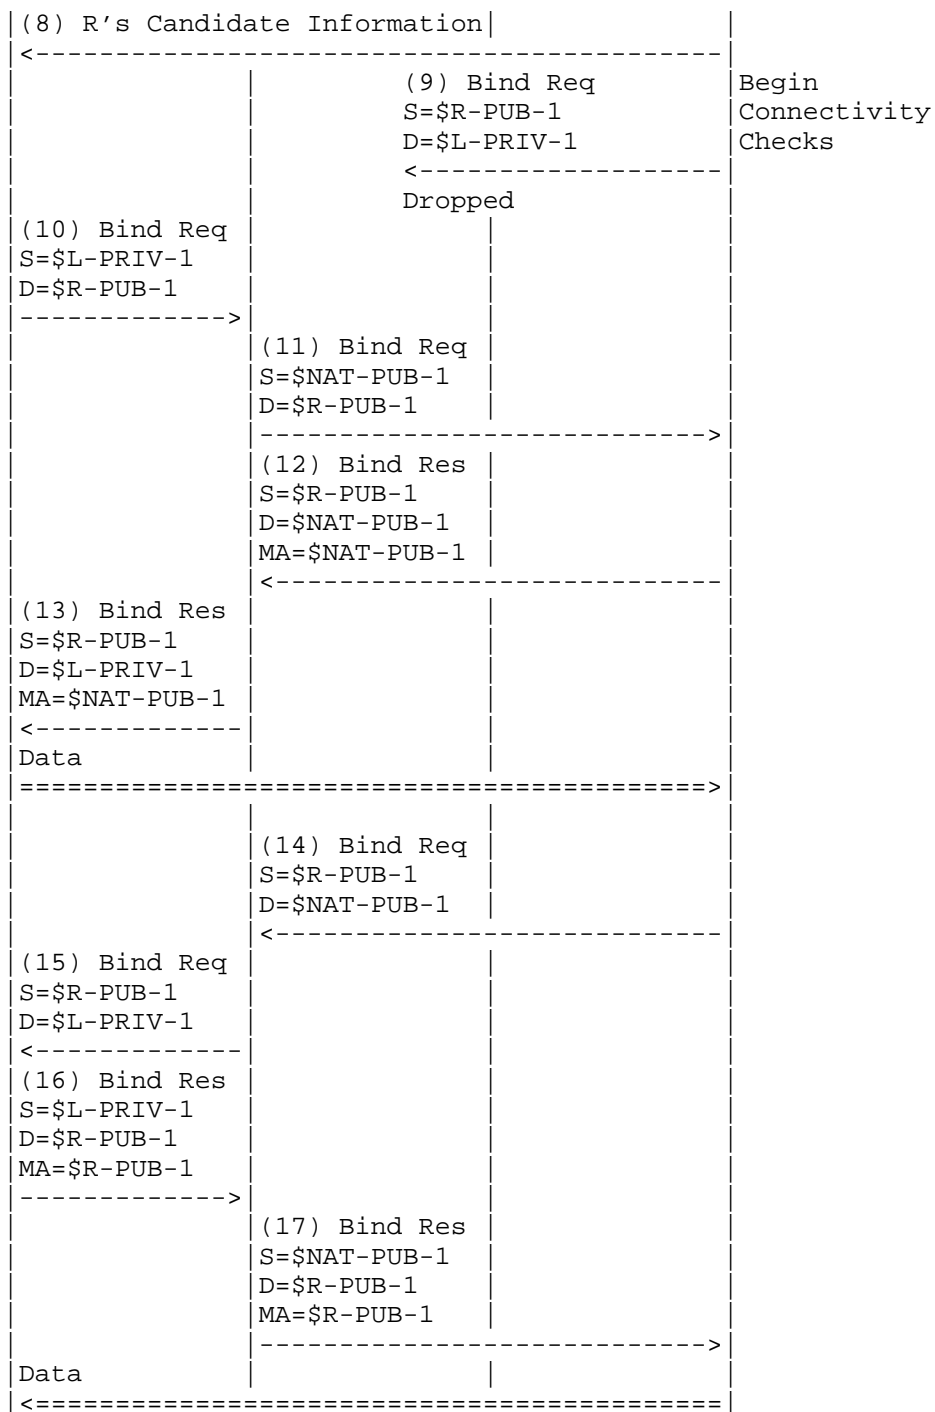 |(8) R's Candidate Information|              |
|<-------------------------------------------|
|              |         (9) Bind Req        |Begin
|              |         S=$R-PUB-1          |Connectivity
|              |         D=$L-PRIV-1         |Checks
|              |         <-------------------|
|              |         Dropped             |
|(10) Bind Req |              |              |
|S=$L-PRIV-1   |              |              |
|D=$R-PUB-1    |              |              |
|------------->|              |              |
|              |(11) Bind Req |              |
|              |S=$NAT-PUB-1  |              |
|              |D=$R-PUB-1    |              |
|              |---------------------------->|
|              |(12) Bind Res |              |
|              |S=$R-PUB-1    |              |
|              |D=$NAT-PUB-1  |              |
|              |MA=$NAT-PUB-1 |              |
|              |<----------------------------|
|(13) Bind Res |              |              |
|S=$R-PUB-1    |              |              |
|D=$L-PRIV-1   |              |              |
|MA=$NAT-PUB-1 |              |              |
|<-------------|              |              |
|Data          |              |              |
|===========================================>|
|              |              |              |
|              |(14) Bind Req |              |
|              |S=$R-PUB-1    |              |
|              |D=$NAT-PUB-1  |              |
|              |<----------------------------|
|(15) Bind Req |              |              |
|S=$R-PUB-1    |              |              |
|D=$L-PRIV-1   |              |              |
|<-------------|              |              |
|(16) Bind Res |              |              |
|S=$L-PRIV-1   |              |              |
|D=$R-PUB-1    |              |              |
|MA=$R-PUB-1   |              |              |
|------------->|              |              |
|              |(17) Bind Res |              |
|              |S=$NAT-PUB-1  |              |
|              |D=$R-PUB-1    |              |
|              |MA=$R-PUB-1   |              |
|              |---------------------------->|
|Data          |              |              |
|<===========================================|